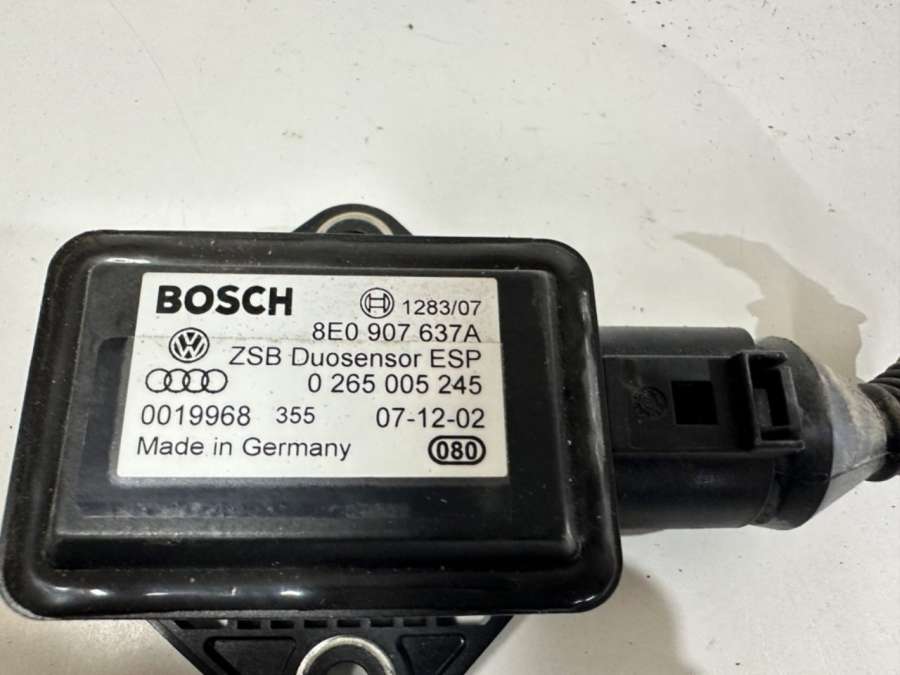 BOSCH 1283/07
8E0 907 637A
ZSB Duosensor ESP
0 265 005 245
0019968 355 07-12-02
Made in Germany 080